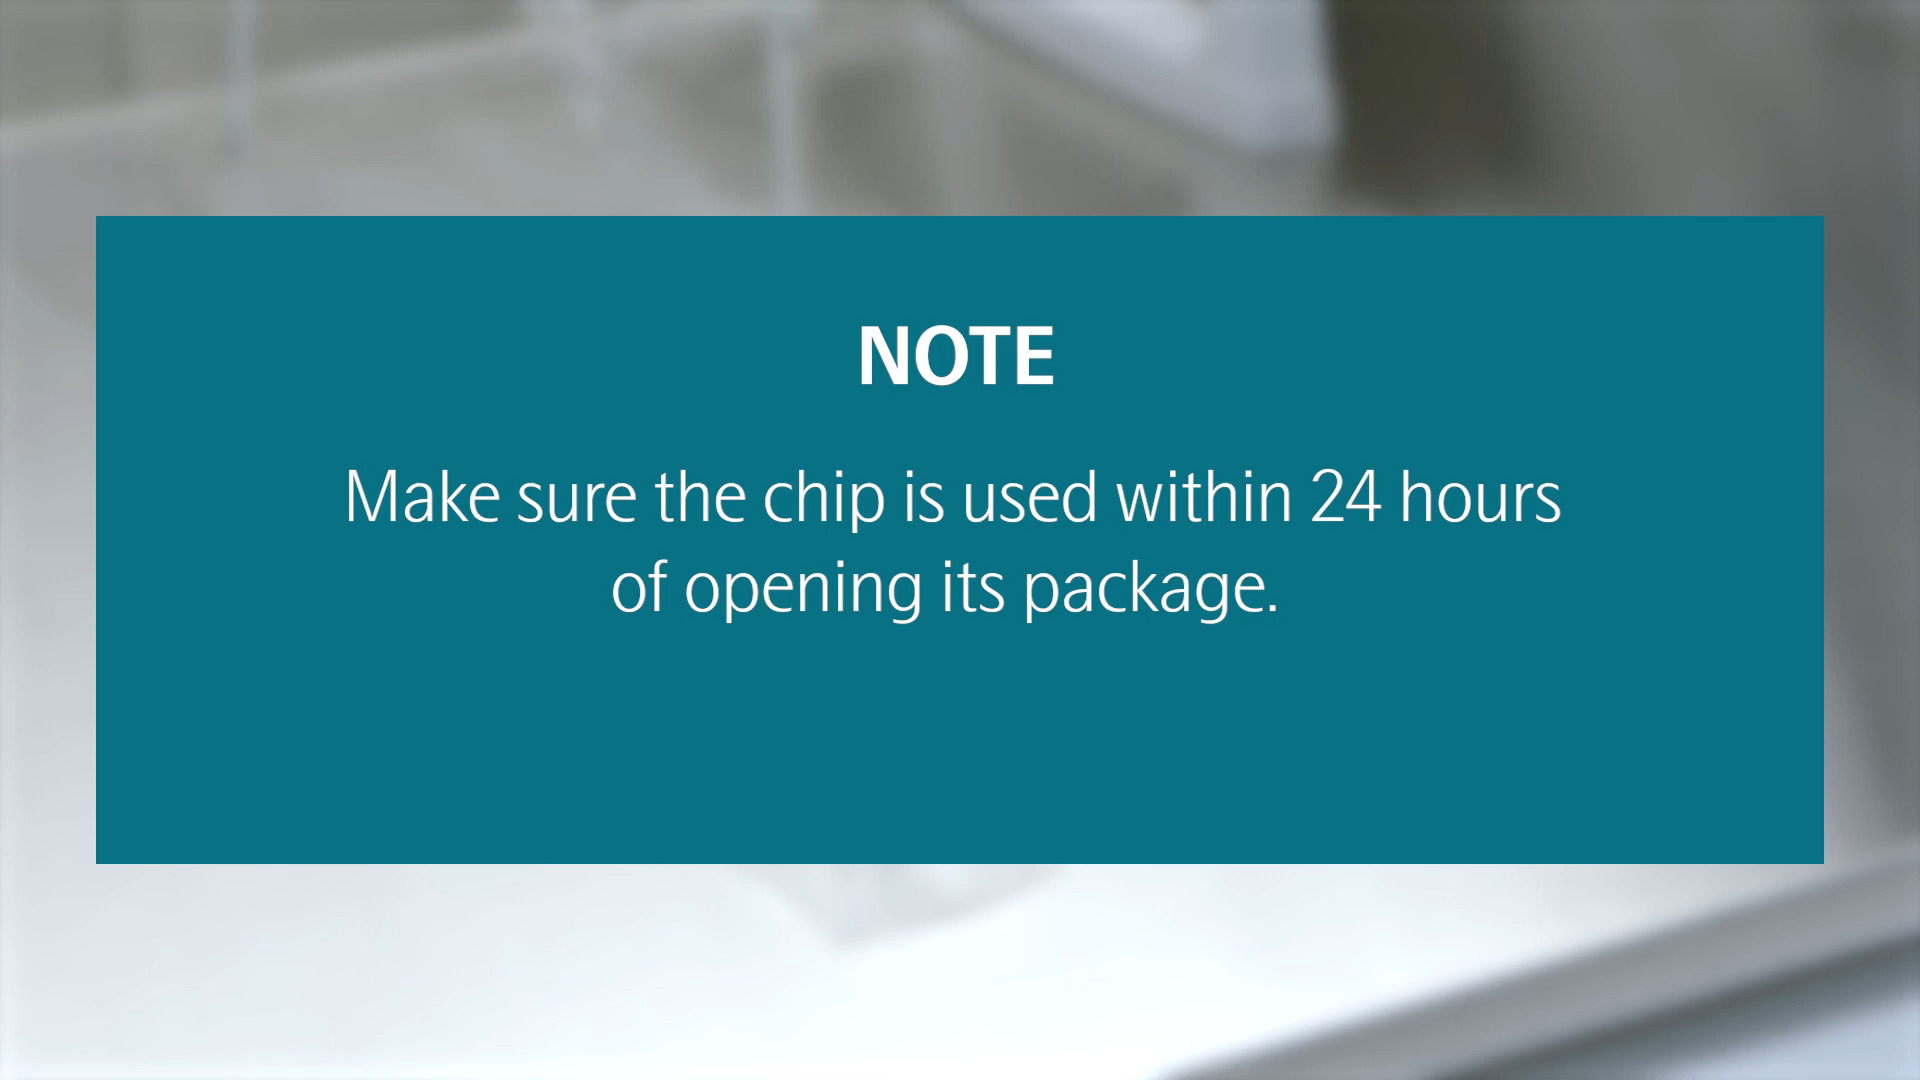 NOTE
Make sure the chip is used within 24 hours
of opening its package.